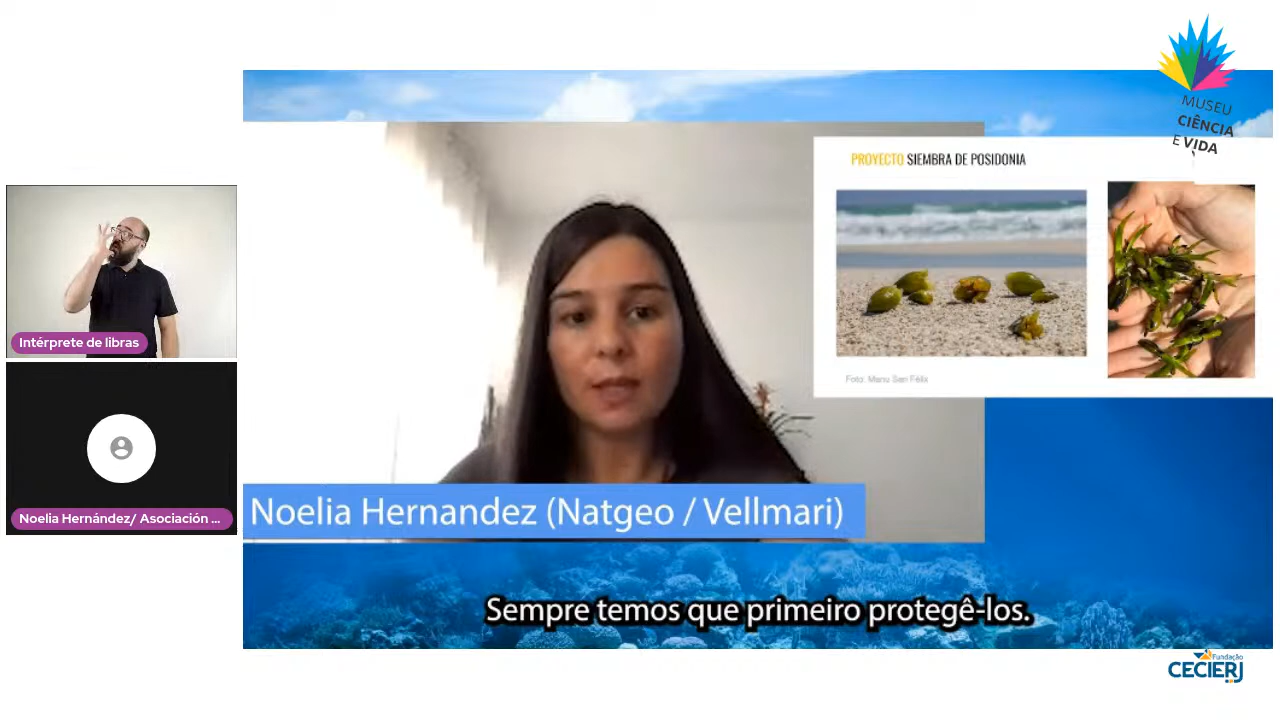 MUSEU
CIÊNCIA
E VIDA
PROYECTO SIEMBRA DE POSIDONIA
Foto: Manu San Félix
Intérprete de libras
Noelia Hernández/ Asociación ...
Noelia Hernandez (Natgeo / Vellmari)
Sempre temos que primeiro protegê-los.
Fundação
CECIERJ